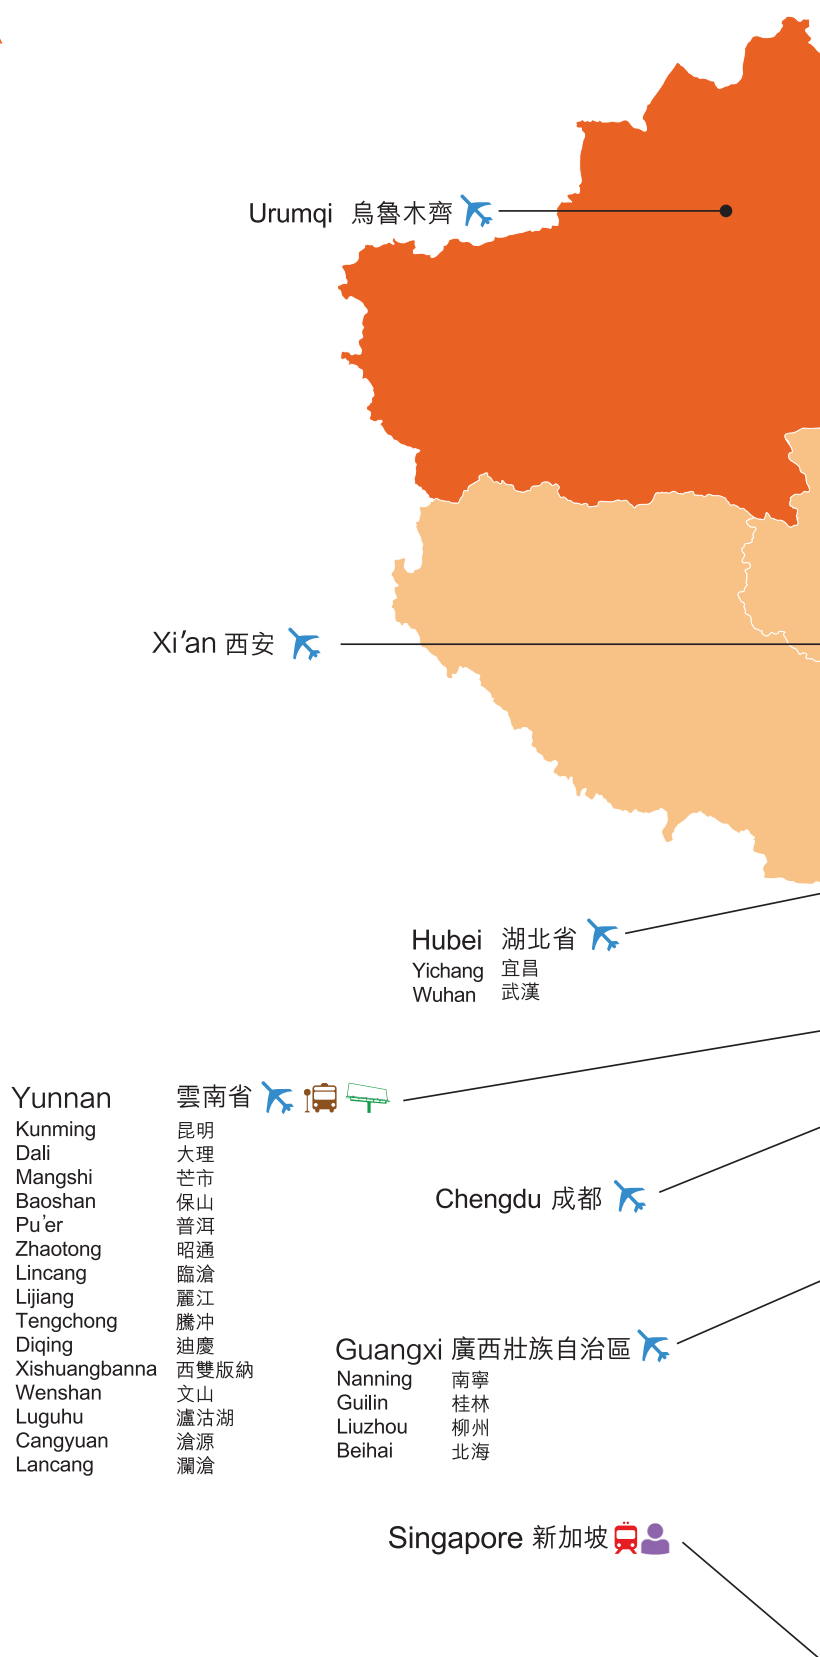 Urumqi 烏魯木齊
Xi’an 西安
Hubei 湖北省
Yichang 宜昌
Wuhan 武漢
Yunnan 雲南省
Kunming 昆明
Dali 大理
Mangshi 芒市
Baoshan 保山
Pu’er 普洱
Zhaotong 昭通
Lincang 臨滄
Lijiang 麗江
Tengchong 騰冲
Diqing 迪慶
Xishuangbanna 西雙版納
Wenshan 文山
Luguhu 瀘沽湖
Cangyuan 滄源
Lancang 瀾滄
Chengdu 成都
Guangxi 廣西壯族自治區
Nanning 南寧
Guilin 桂林
Liuzhou 柳州
Beihai 北海
Singapore 新加坡